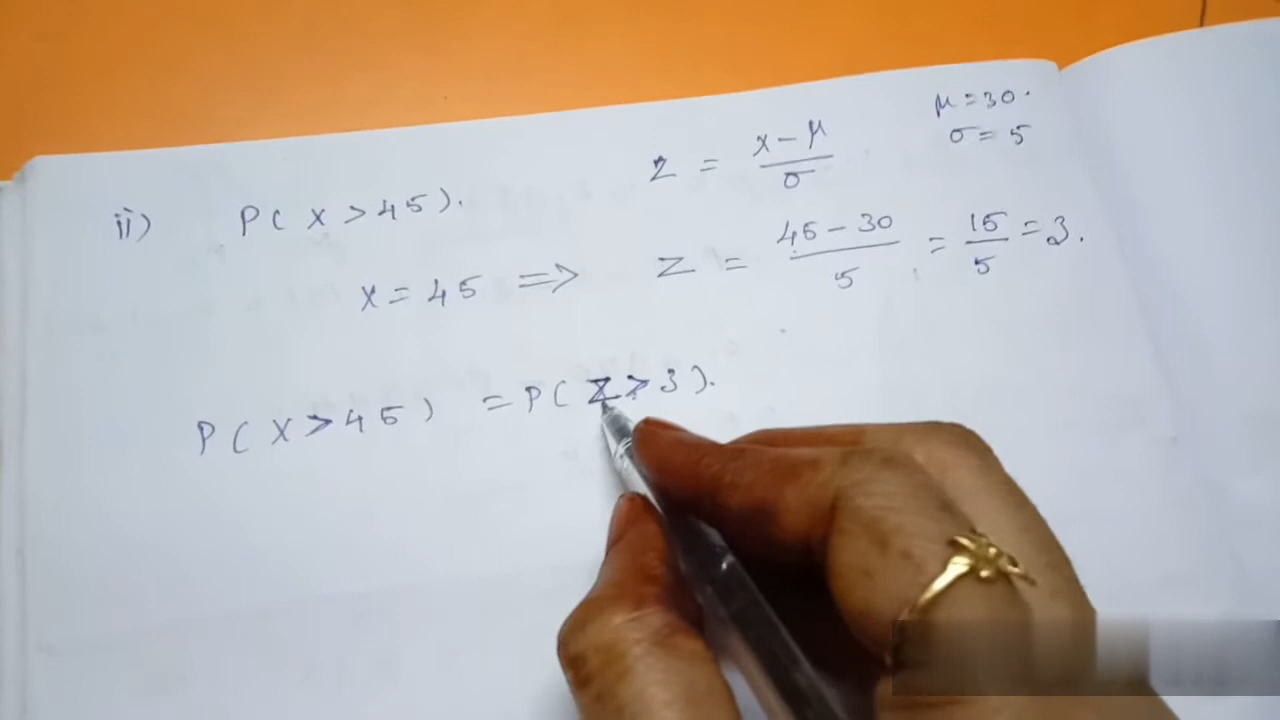 μ = 30.
z = x - μ / σ
σ = 5
ii) P( X > 45 ).
x = 45 ⇒ z = 45 - 30 / 5 = 15 / 5 = 3.
P( X > 45 ) = P( Z > 3 ).